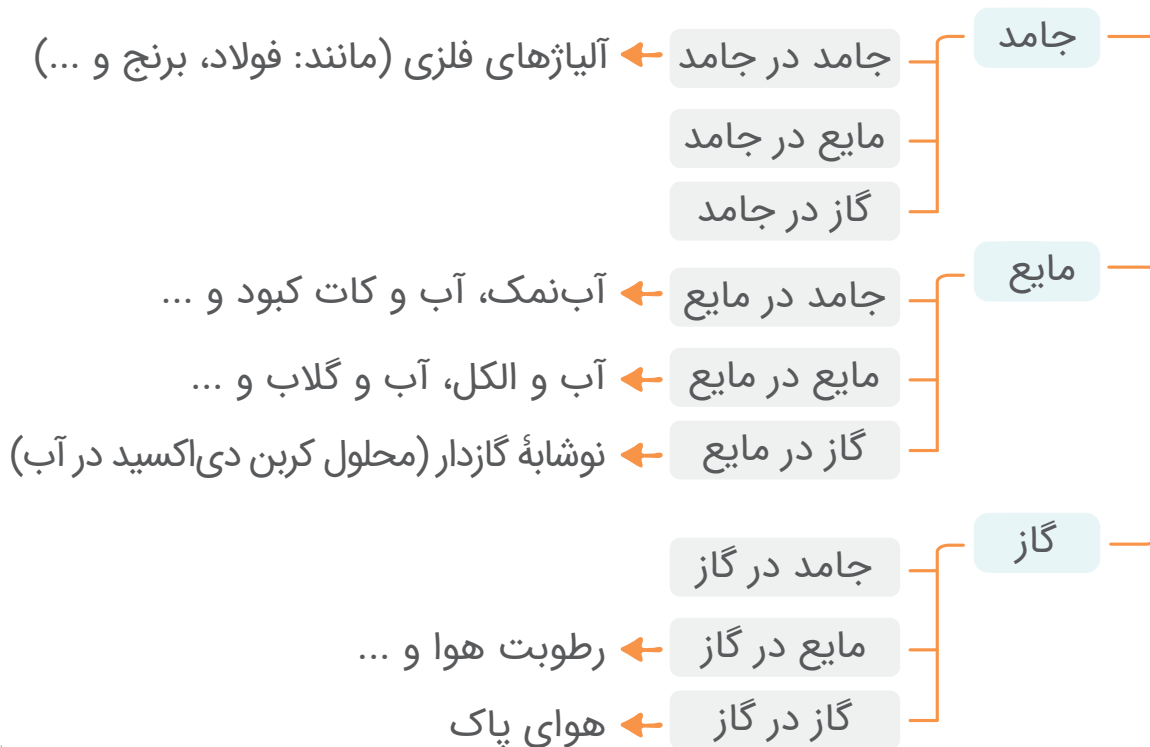 جامد
جامد در جامد
آلیاژهای فلزی (مانند: فولاد، برنج و ...)
مایع در جامد
گاز در جامد
مایع
جامد در مایع
آب‌نمک، آب و کات کبود و ...
مایع در مایع
آب و الکل، آب و گلاب و ...
گاز در مایع
نوشابهٔ گازدار (محلول کربن دی‌اکسید در آب)
گاز
جامد در گاز
مایع در گاز
رطوبت هوا و ...
گاز در گاز
هوای پاک